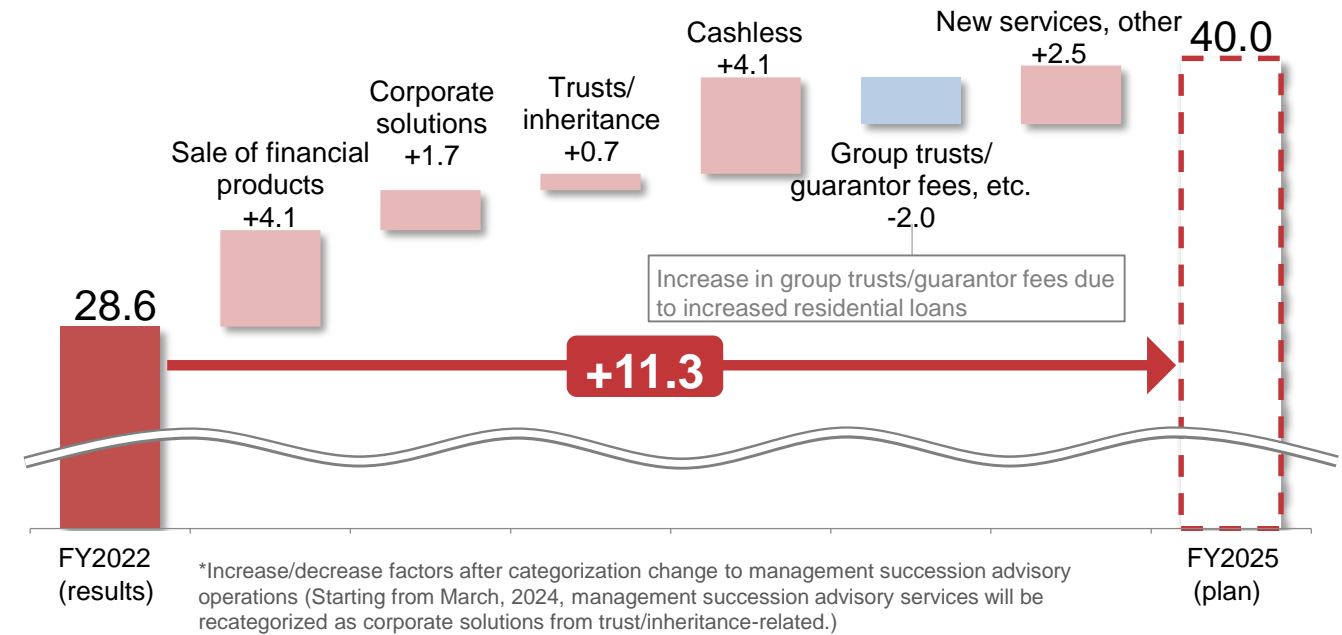 New services, other
+2.5
40.0
Cashless
+4.1
Trusts/
inheritance
+0.7
Corporate
solutions
+1.7
Sale of financial
products
+4.1
Group trusts/
guarantor fees, etc.
-2.0
Increase in group trusts/guarantor fees due
to increased residential loans
28.6
+11.3
FY2022
(results)
FY2025
(plan)
*Increase/decrease factors after categorization change to management succession advisory
operations (Starting from March, 2024, management succession advisory services will be
recategorized as corporate solutions from trust/inheritance-related.)